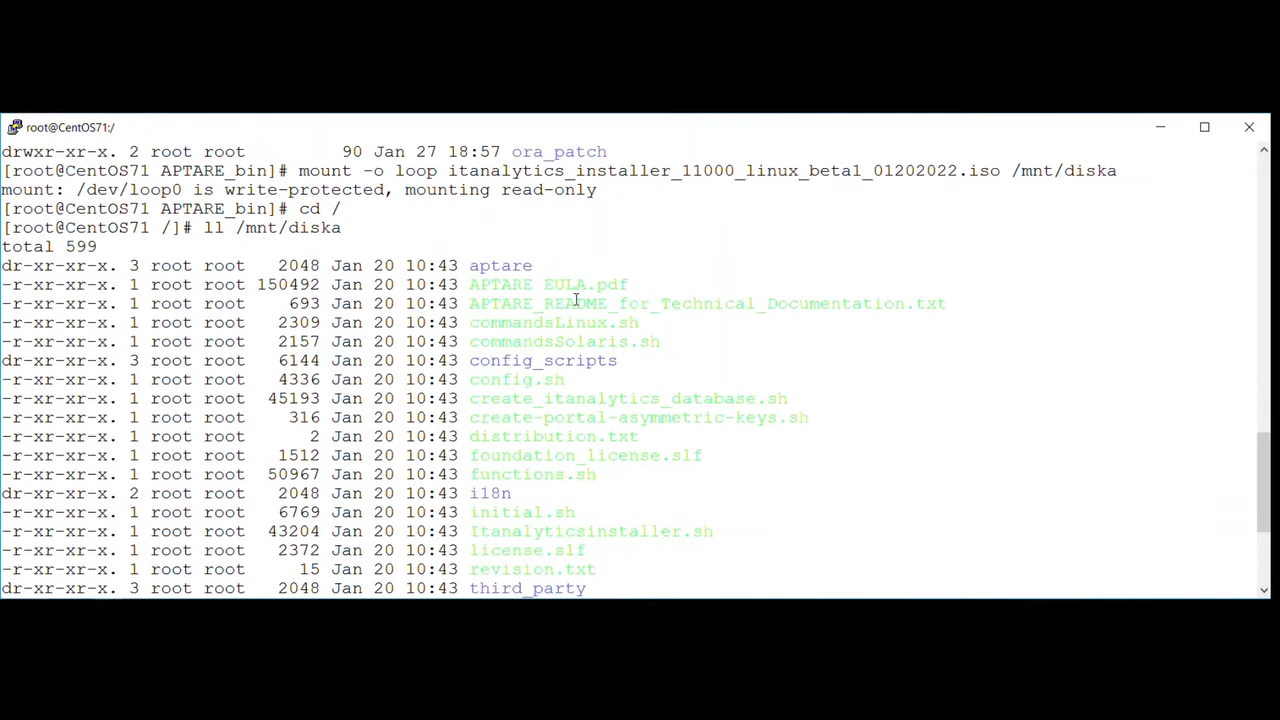 root@CentOS71:/
drwxr-xr-x. 2 root root 90 Jan 27 18:57 ora_patch
[root@CentOS71 APTARE_bin]# mount -o loop itanalytics_installer_11000_linux_beta1_01202022.iso /mnt/diska
mount: /dev/loop0 is write-protected, mounting read-only
[root@CentOS71 APTARE_bin]# cd /
[root@CentOS71 /]# ll /mnt/diska
total 599
dr-xr-xr-x. 3 root root 2048 Jan 20 10:43 aptare
-r-xr-xr-x. 1 root root 150492 Jan 20 10:43 APTARE EULA.pdf
-r-xr-xr-x. 1 root root 693 Jan 20 10:43 APTARE_README_for_Technical_Documentation.txt
-r-xr-xr-x. 1 root root 2309 Jan 20 10:43 commandsLinux.sh
-r-xr-xr-x. 1 root root 2157 Jan 20 10:43 commandsSolaris.sh
dr-xr-xr-x. 3 root root 6144 Jan 20 10:43 config_scripts
-r-xr-xr-x. 1 root root 4336 Jan 20 10:43 config.sh
-r-xr-xr-x. 1 root root 45193 Jan 20 10:43 create_itanalytics_database.sh
-r-xr-xr-x. 1 root root 316 Jan 20 10:43 create-portal-asymmetric-keys.sh
-r-xr-xr-x. 1 root root 2 Jan 20 10:43 distribution.txt
-r-xr-xr-x. 1 root root 1512 Jan 20 10:43 foundation_license.slf
-r-xr-xr-x. 1 root root 50967 Jan 20 10:43 functions.sh
dr-xr-xr-x. 2 root root 2048 Jan 20 10:43 i18n
-r-xr-xr-x. 1 root root 6769 Jan 20 10:43 initial.sh
-r-xr-xr-x. 1 root root 43204 Jan 20 10:43 Itanalyticsinstaller.sh
-r-xr-xr-x. 1 root root 2372 Jan 20 10:43 license.slf
-r-xr-xr-x. 1 root root 15 Jan 20 10:43 revision.txt
dr-xr-xr-x. 3 root root 2048 Jan 20 10:43 third_party